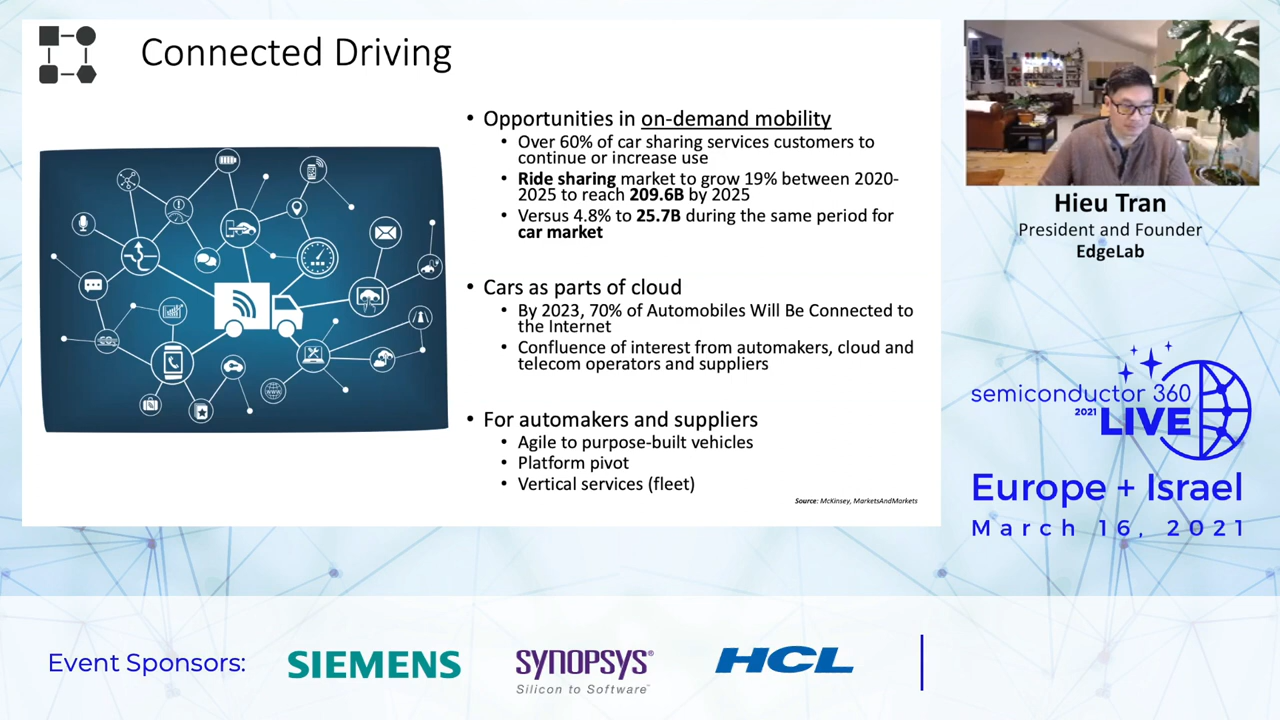 Connected Driving
• Opportunities in on-demand mobility
• Over 60% of car sharing services customers to
continue or increase use
• Ride sharing market to grow 19% between 2020-
2025 to reach 209.6B by 2025
• Versus 4.8% to 25.7B during the same period for
car market
• Cars as parts of cloud
• By 2023, 70% of Automobiles Will Be Connected to
the Internet
• Confluence of interest from automakers, cloud and
telecom operators and suppliers
• For automakers and suppliers
• Agile to purpose-built vehicles
• Platform pivot
• Vertical services (fleet)
Source: McKinsey, MarketsAndMarkets
WWW
Hieu Tran
President and Founder
EdgeLab
semiconductor 360
2021 LIVE
Europe + Israel
March 16, 2021
Event Sponsors:
SIEMENS
SYNOPSYS®
Silicon to Software™
HCL